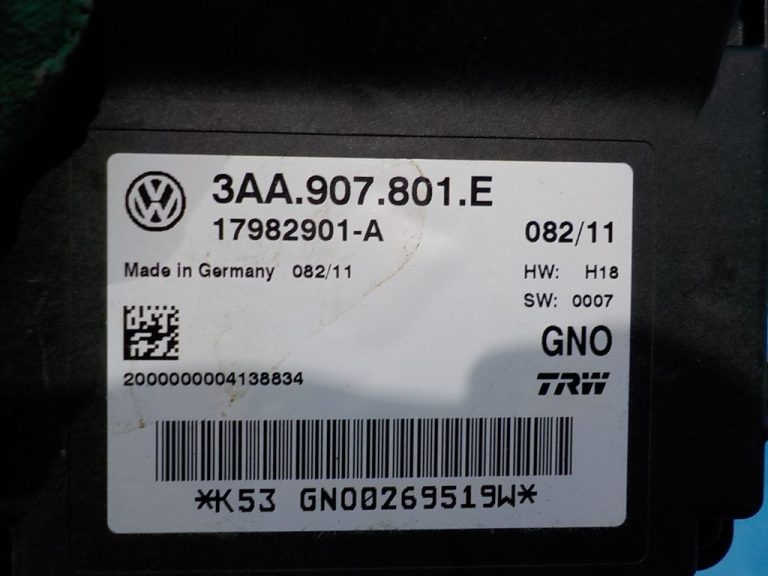 3AA.907.801.E
17982901-A 082/11
Made in Germany 082/11 HW: H18
SW: 0007
GNO
2000000004138834 TRW
*K53 GNO0269519W*